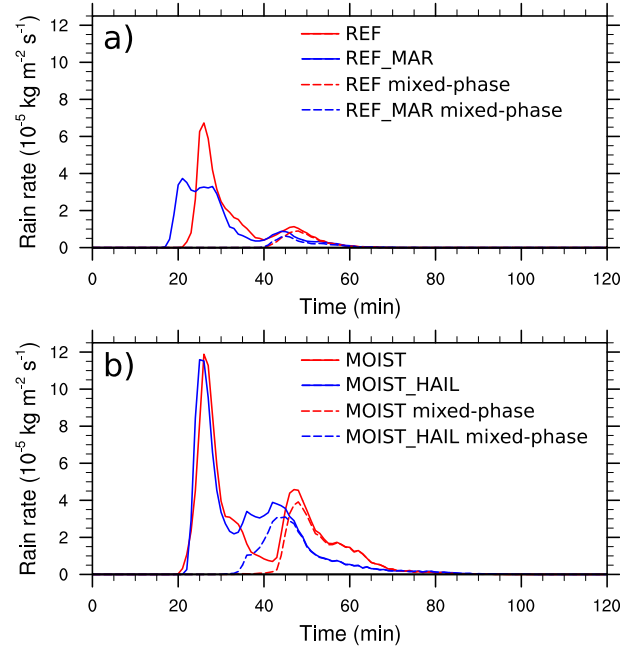 a)
REF
REF_MAR
REF mixed-phase
REF_MAR mixed-phase
Rain rate (10⁻⁵ kg m⁻² s⁻¹)
12
10
8
6
4
2
0
0 20 40 60 80 100 120
Time (min)
b)
MOIST
MOIST_HAIL
MOIST mixed-phase
MOIST_HAIL mixed-phase
Rain rate (10⁻⁵ kg m⁻² s⁻¹)
12
10
8
6
4
2
0
0 20 40 60 80 100 120
Time (min)